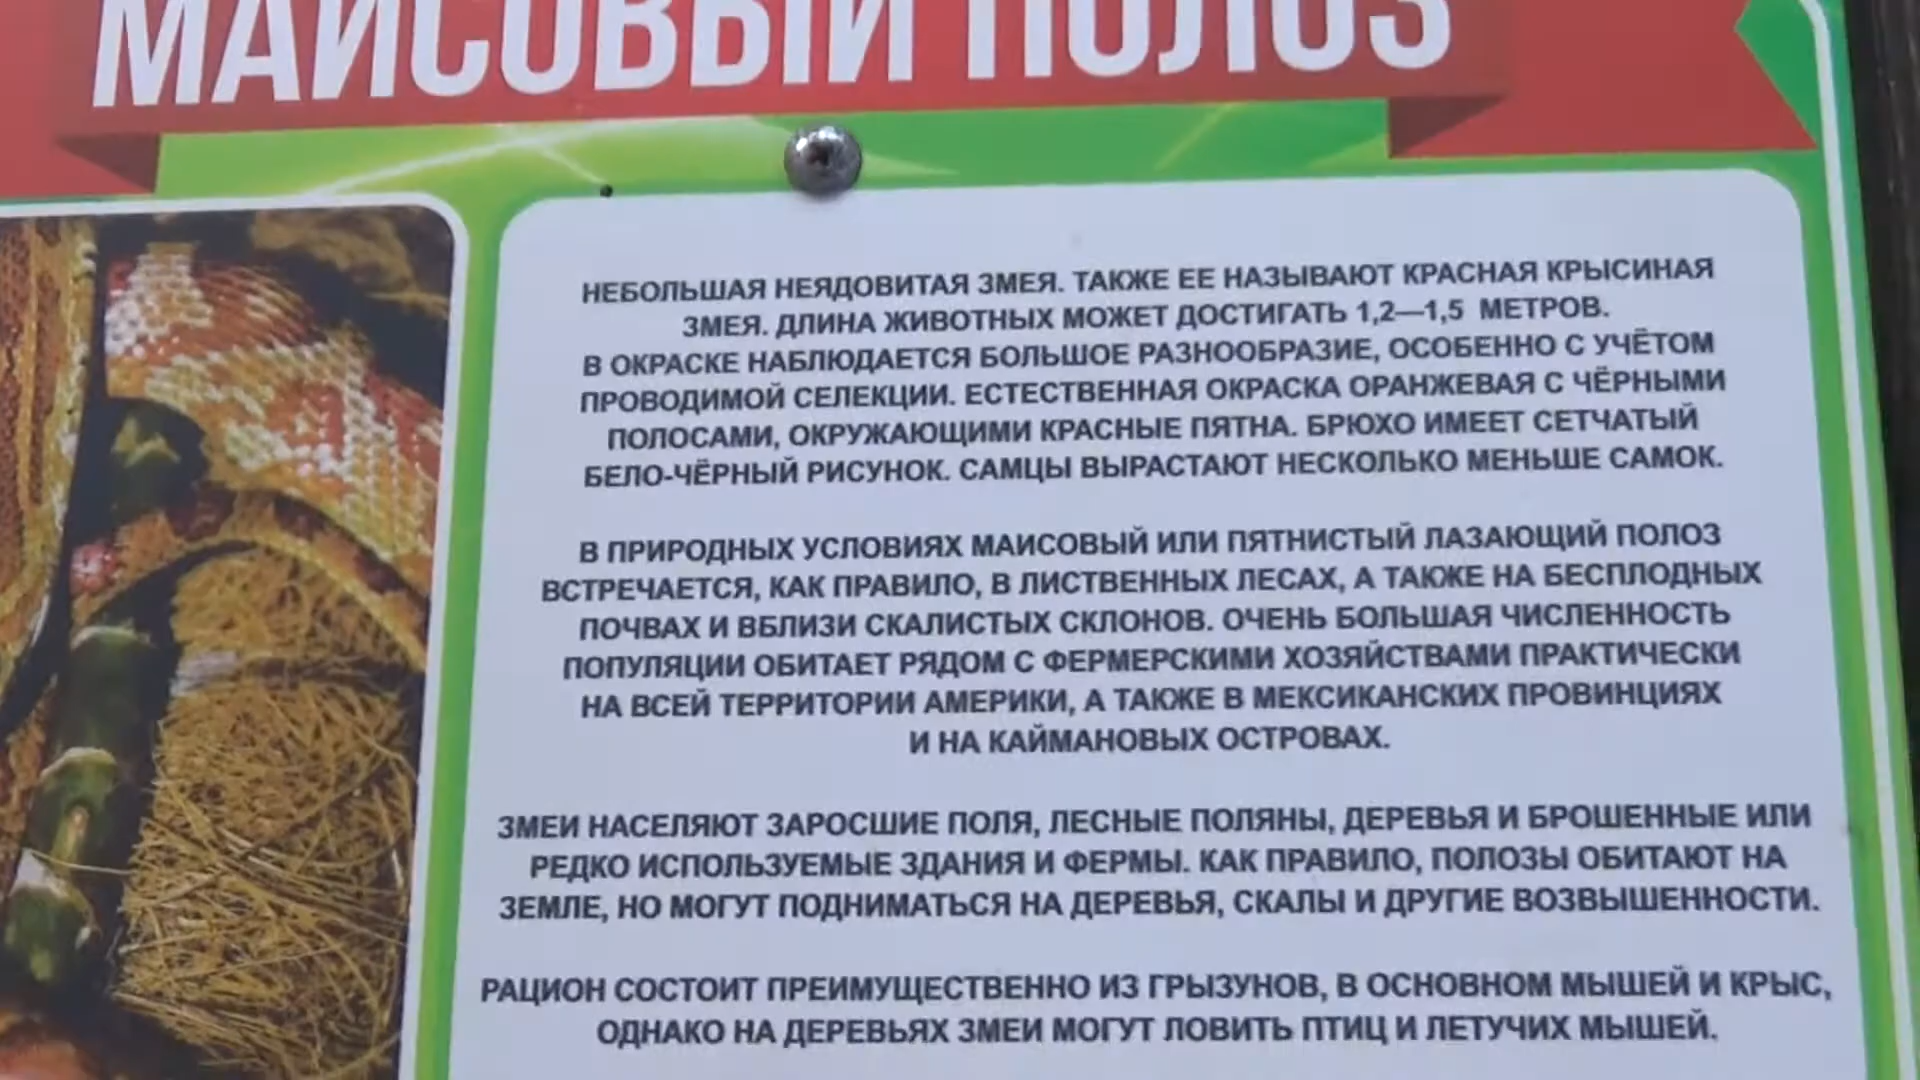 МАИСОВЫЙ ПОЛОЗ
НЕБОЛЬШАЯ НЕЯДОВИТАЯ ЗМЕЯ. ТАКЖЕ ЕЕ НАЗЫВАЮТ КРАСНАЯ КРЫСИНАЯ
ЗМЕЯ. ДЛИНА ЖИВОТНЫХ МОЖЕТ ДОСТИГАТЬ 1,2—1,5 МЕТРОВ.
В ОКРАСКЕ НАБЛЮДАЕТСЯ БОЛЬШОЕ РАЗНООБРАЗИЕ, ОСОБЕННО С УЧЁТОМ
ПРОВОДИМОЙ СЕЛЕКЦИИ. ЕСТЕСТВЕННАЯ ОКРАСКА ОРАНЖЕВАЯ С ЧЁРНЫМИ
ПОЛОСАМИ, ОКРУЖАЮЩИМИ КРАСНЫЕ ПЯТНА. БРЮХО ИМЕЕТ СЕТЧАТЫЙ
БЕЛО-ЧЁРНЫЙ РИСУНОК. САМЦЫ ВЫРАСТАЮТ НЕСКОЛЬКО МЕНЬШЕ САМОК.
В ПРИРОДНЫХ УСЛОВИЯХ МАИСОВЫЙ ИЛИ ПЯТНИСТЫЙ ЛАЗАЮЩИЙ ПОЛОЗ
ВСТРЕЧАЕТСЯ, КАК ПРАВИЛО, В ЛИСТВЕННЫХ ЛЕСАХ, А ТАКЖЕ НА БЕСПЛОДНЫХ
ПОЧВАХ И ВБЛИЗИ СКАЛИСТЫХ СКЛОНОВ. ОЧЕНЬ БОЛЬШАЯ ЧИСЛЕННОСТЬ
ПОПУЛЯЦИИ ОБИТАЕТ РЯДОМ С ФЕРМЕРСКИМИ ХОЗЯЙСТВАМИ ПРАКТИЧЕСКИ
НА ВСЕЙ ТЕРРИТОРИИ АМЕРИКИ, А ТАКЖЕ В МЕКСИКАНСКИХ ПРОВИНЦИЯХ
И НА КАЙМАНОВЫХ ОСТРОВАХ.
ЗМЕИ НАСЕЛЯЮТ ЗАРОСШИЕ ПОЛЯ, ЛЕСНЫЕ ПОЛЯНЫ, ДЕРЕВЬЯ И БРОШЕННЫЕ ИЛИ
РЕДКО ИСПОЛЬЗУЕМЫЕ ЗДАНИЯ И ФЕРМЫ. КАК ПРАВИЛО, ПОЛОЗЫ ОБИТАЮТ НА
ЗЕМЛЕ, НО МОГУТ ПОДНИМАТЬСЯ НА ДЕРЕВЬЯ, СКАЛЫ И ДРУГИЕ ВОЗВЫШЕННОСТИ.
РАЦИОН СОСТОИТ ПРЕИМУЩЕСТВЕННО ИЗ ГРЫЗУНОВ, В ОСНОВНОМ МЫШЕЙ И КРЫС,
ОДНАКО НА ДЕРЕВЬЯХ ЗМЕИ МОГУТ ЛОВИТЬ ПТИЦ И ЛЕТУЧИХ МЫШЕЙ.